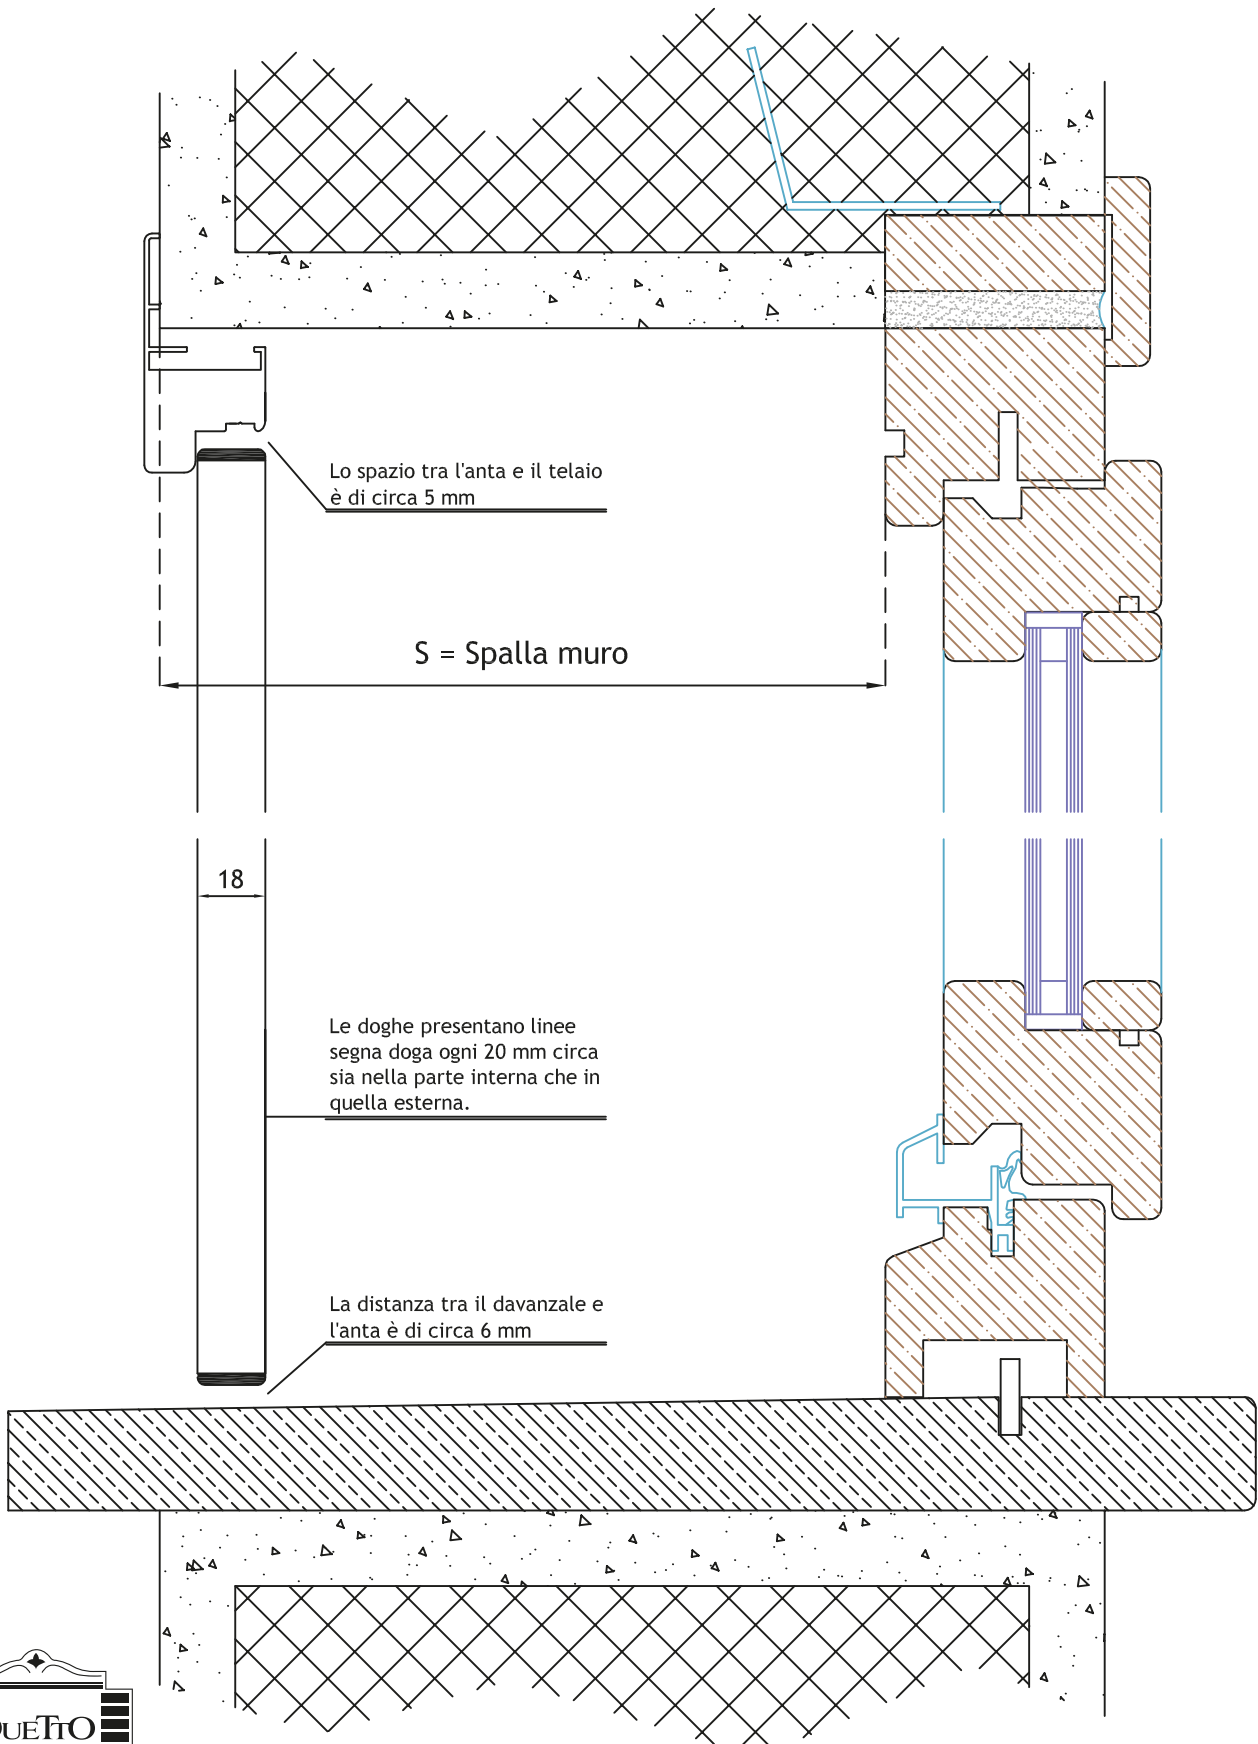 Lo spazio tra l'anta e il telaio
è di circa 5 mm
S = Spalla muro
18
Le doghe presentano linee
segna doga ogni 20 mm circa
sia nella parte interna che in
quella esterna.
La distanza tra il davanzale e
l'anta è di circa 6 mm